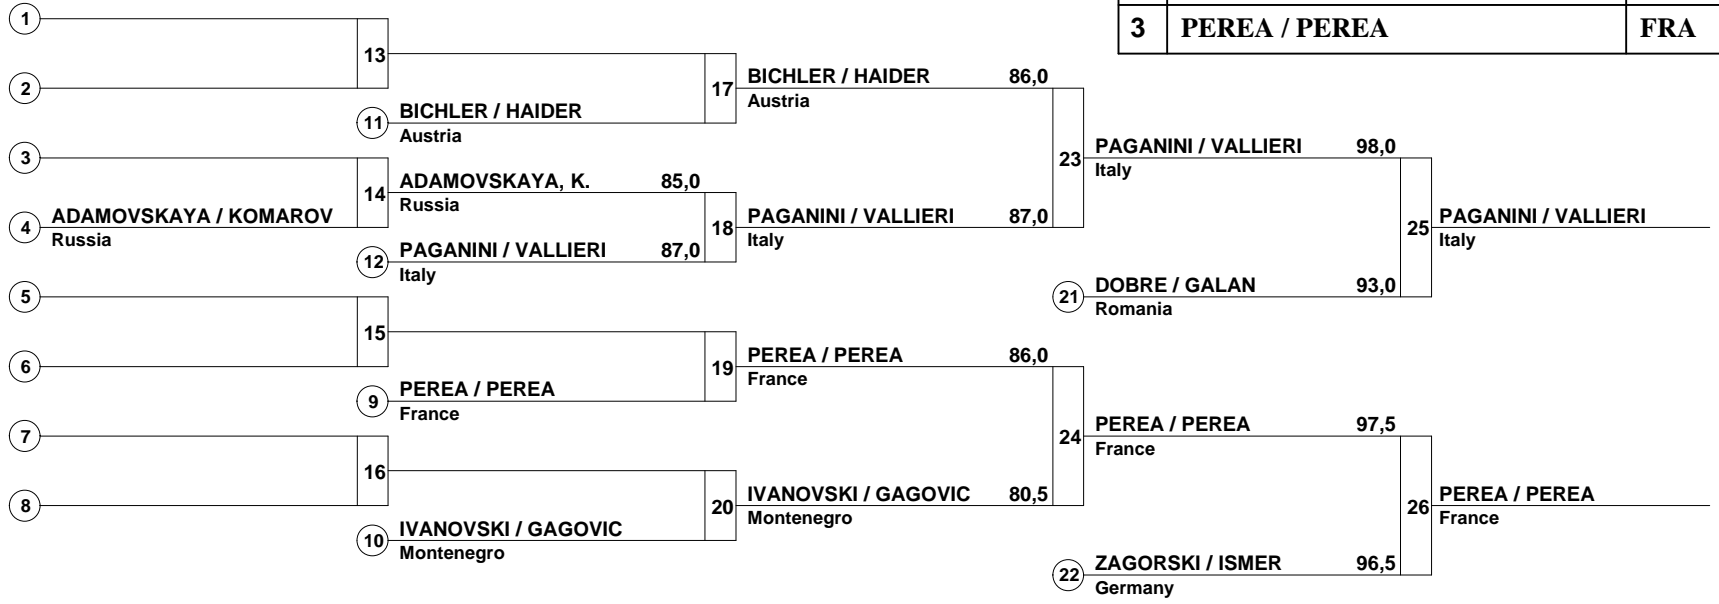 1
3 PEREA / PEREA FRA
13
2
17 BICHLER / HAIDER 86,0
Austria
11 BICHLER / HAIDER
Austria
3
23 PAGANINI / VALLIERI 98,0
Italy
14 ADAMOVSKAYA, K. 85,0
Russia
4 ADAMOVSKAYA / KOMAROV
Russia
18 PAGANINI / VALLIERI 87,0
Italy
25 PAGANINI / VALLIERI
Italy
12 PAGANINI / VALLIERI 87,0
Italy
5
21 DOBRE / GALAN 93,0
Romania
15
6
19 PEREA / PEREA 86,0
France
9 PEREA / PEREA
France
7
24 PEREA / PEREA 97,5
France
16
8
20 IVANOVSKI / GAGOVIC 80,5
Montenegro
26 PEREA / PEREA
France
10 IVANOVSKI / GAGOVIC
Montenegro
22 ZAGORSKI / ISMER 96,5
Germany